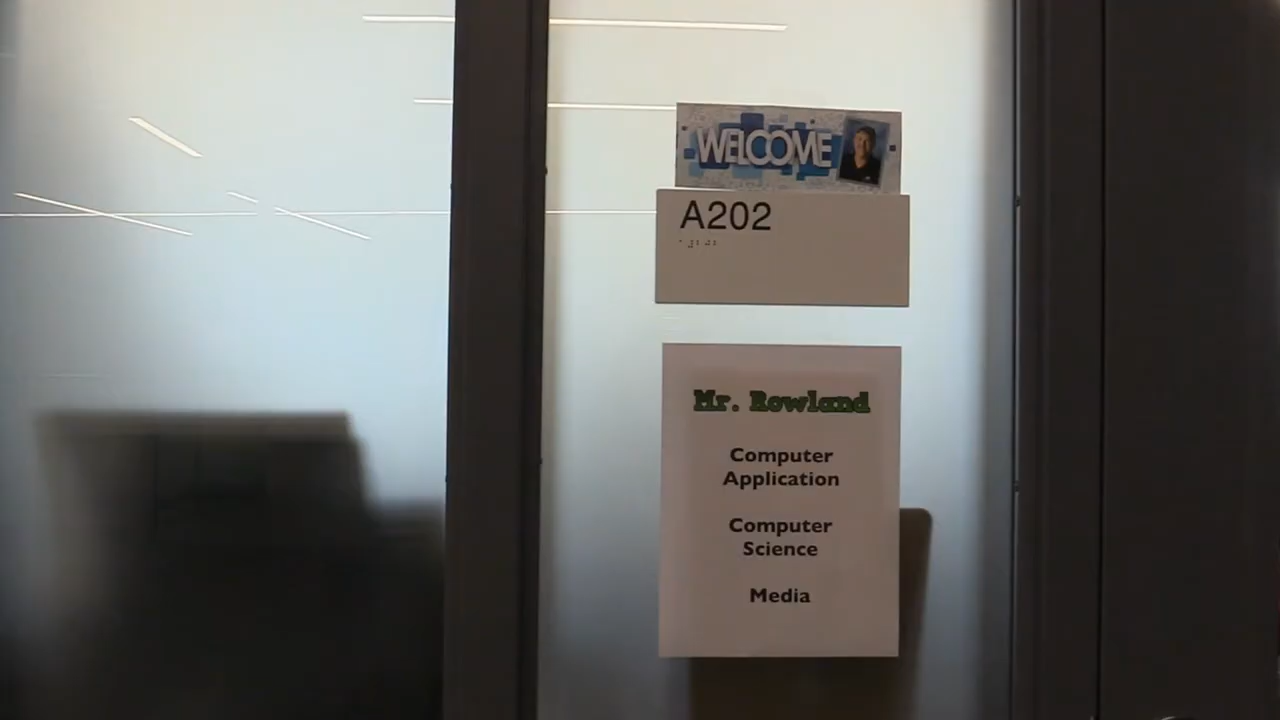 WELCOME
A202
Mr. Rowland
Computer
Application
Computer
Science
Media